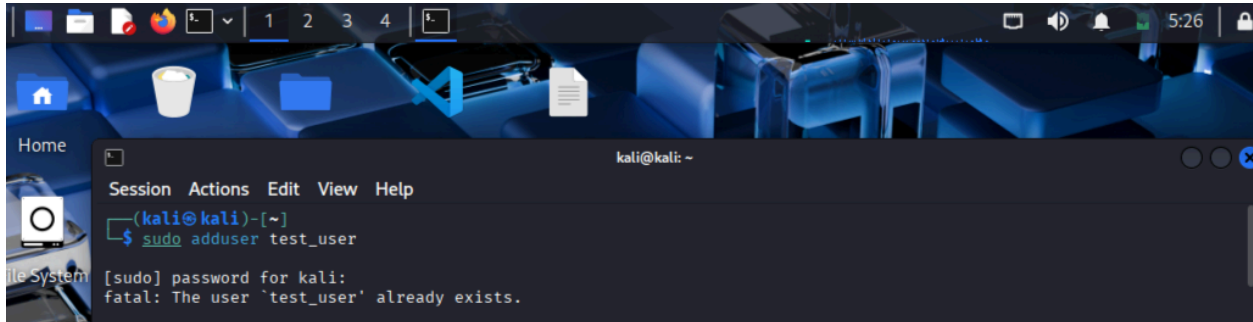 1 2 3 4 5:26
Home
kali@kali: ~
Session Actions Edit View Help
┌──(kali㉿kali)-[~]
└─$ sudo adduser test_user
File System
[sudo] password for kali:
fatal: The user `test_user' already exists.